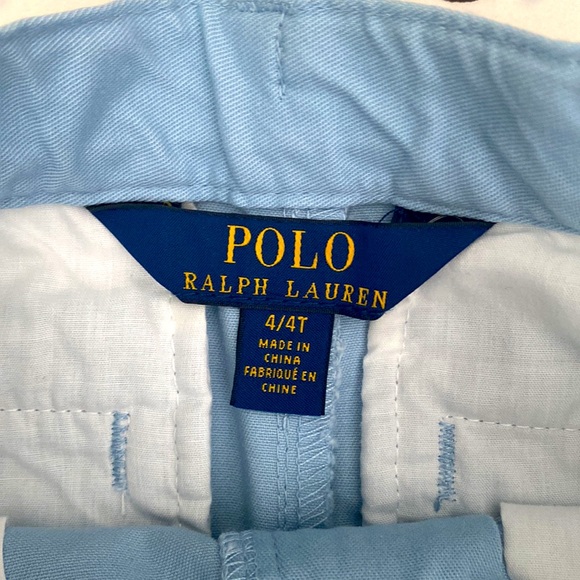 POLO
RALPH LAUREN
4/4T
MADE IN
CHINA
FABRIQUÉ EN
CHINE